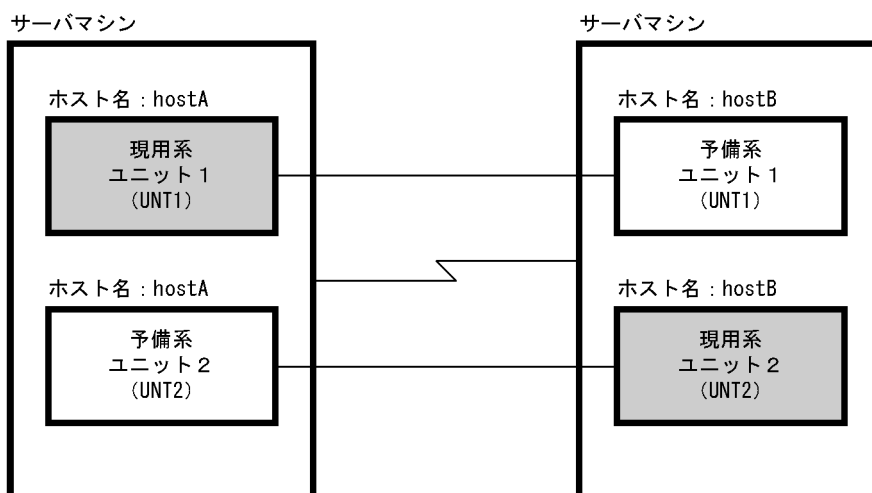 サーバマシン
サーバマシン
ホスト名：hostA
現用系
ユニット１
(UNT1)
ホスト名：hostB
予備系
ユニット１
(UNT1)
ホスト名：hostA
予備系
ユニット２
(UNT2)
ホスト名：hostB
現用系
ユニット２
(UNT2)